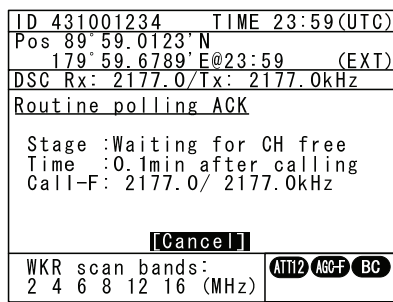 ID 431001234 TIME 23:59(UTC)
Pos 89°59.0123'N
179°59.6789'E@23:59 (EXT)
DSC Rx: 2177.0/Tx: 2177.0kHz
Routine polling ACK
Stage :Waiting for CH free
Time :0.1min after calling
Call-F: 2177.0/ 2177.0kHz
[Cancel]
WKR scan bands: ATT12 AGC-F BC
2 4 6 8 12 16 (MHz)